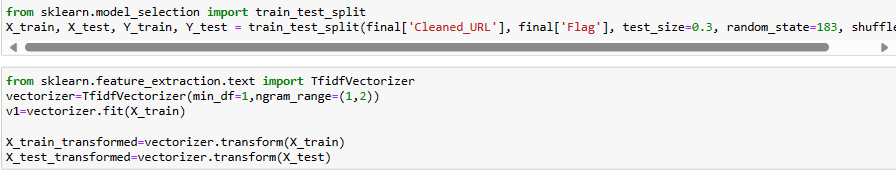 from sklearn.model_selection import train_test_split
X_train, X_test, Y_train, Y_test = train_test_split(final['Cleaned_URL'], final['Flag'], test_size=0.3, random_state=183, shuffle
from sklearn.feature_extraction.text import TfidfVectorizer
vectorizer=TfidfVectorizer(min_df=1,ngram_range=(1,2))
v1=vectorizer.fit(X_train)
X_train_transformed=vectorizer.transform(X_train)
X_test_transformed=vectorizer.transform(X_test)